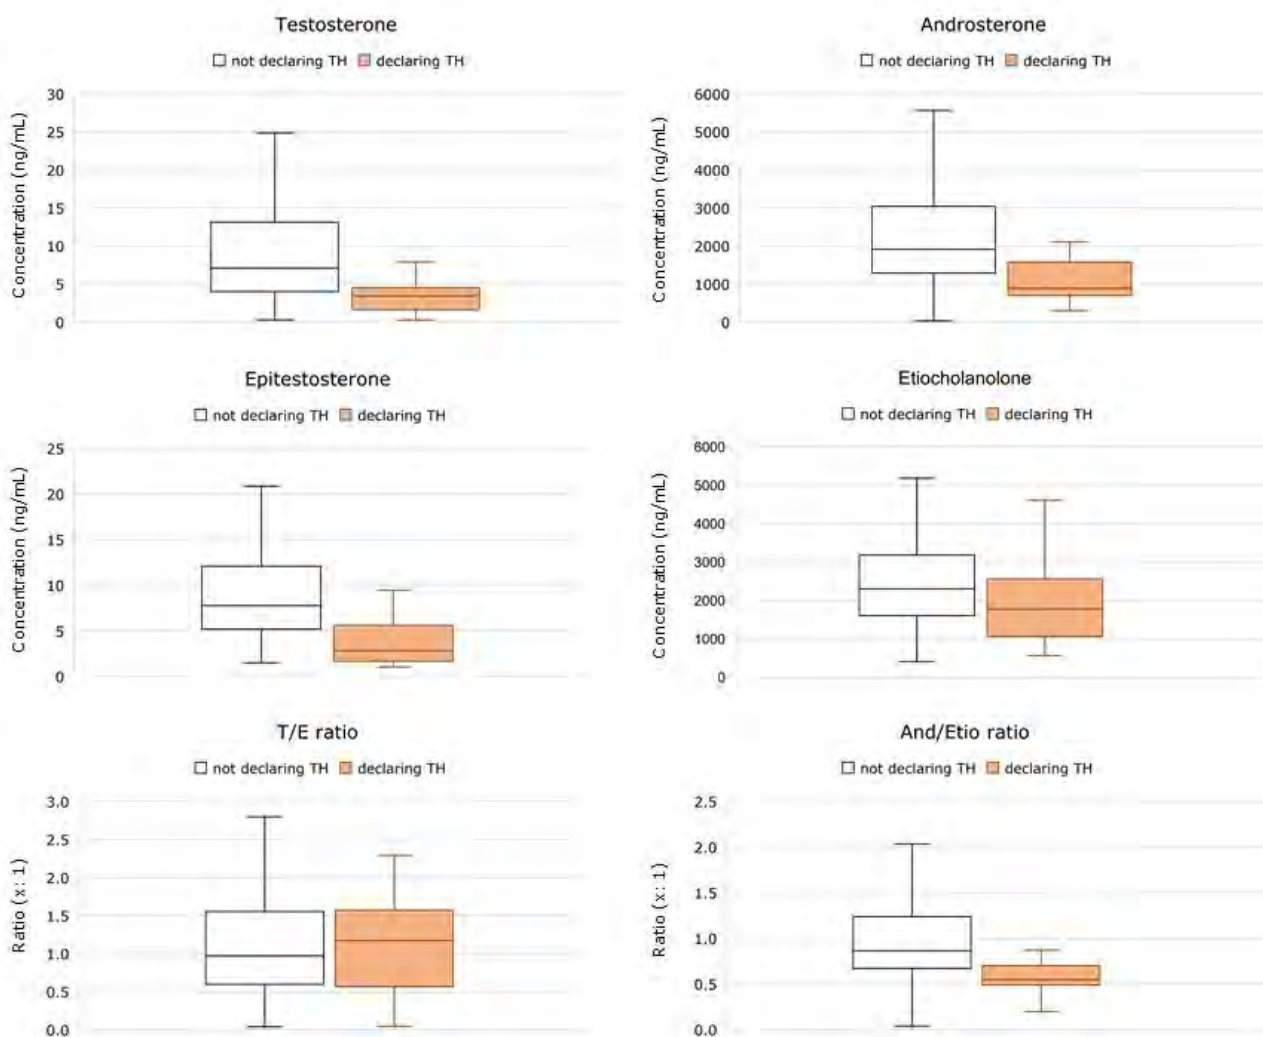 Testosterone
not declaring TH declaring TH
Concentration (ng/mL)
30
25
20
15
10
5
0
Androsterone
not declaring TH declaring TH
Concentration (ng/mL)
6000
5000
4000
3000
2000
1000
0
Epitestosterone
not declaring TH declaring TH
Concentration (ng/mL)
25
20
15
10
5
0
Etiocholanolone
not declaring TH declaring TH
Concentration (ng/mL)
6000
5000
4000
3000
2000
1000
0
T/E ratio
not declaring TH declaring TH
Ratio (x: 1)
3.0
2.5
2.0
1.5
1.0
0.5
0.0
And/Etio ratio
not declaring TH declaring TH
Ratio (x: 1)
2.5
2.0
1.5
1.0
0.5
0.0